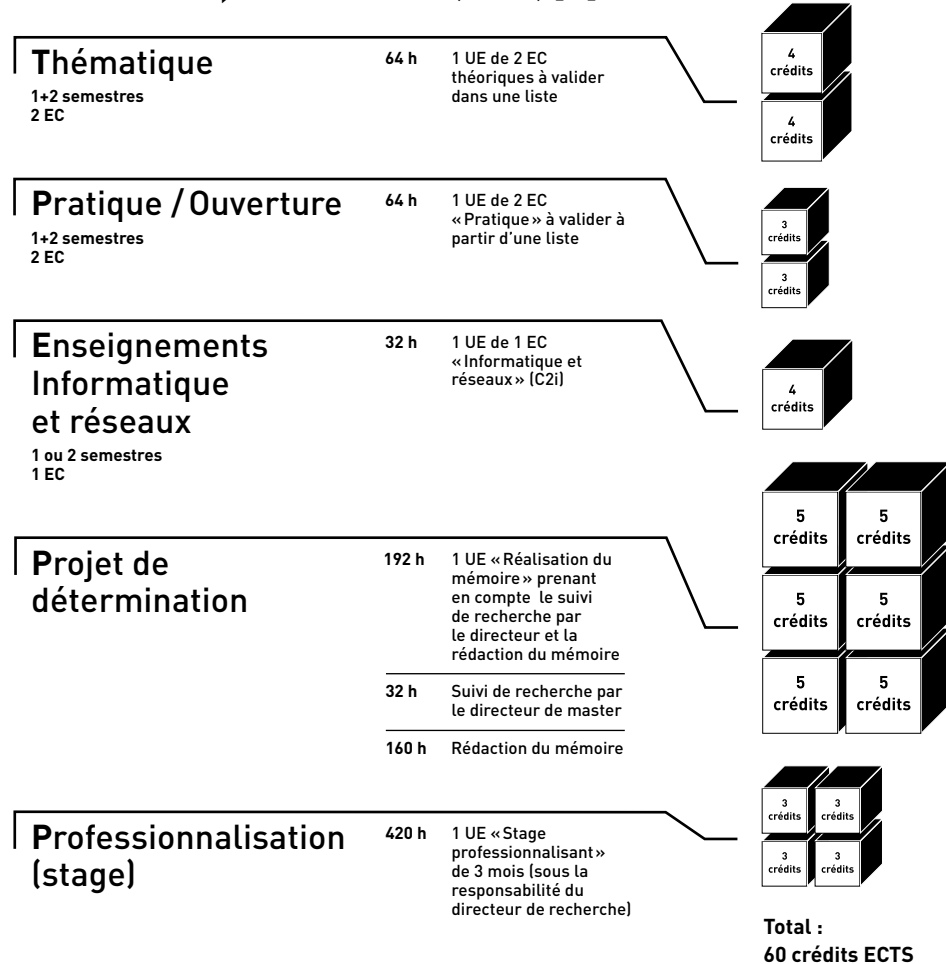 Thématique
1+2 semestres
2 EC
64 h
1 UE de 2 EC
théoriques à valider
dans une liste
4
crédits
4
crédits
Pratique / Ouverture
1+2 semestres
2 EC
64 h
1 UE de 2 EC
«Pratique» à valider à
partir d'une liste
3
crédits
3
crédits
Enseignements
Informatique
et réseaux
1 ou 2 semestres
1 EC
32 h
1 UE de 1 EC
«Informatique et
réseaux» (C2i)
4
crédits
Projet de
détermination
192 h
1 UE «Réalisation du
mémoire» prenant
en compte le suivi
de recherche par
le directeur et la
rédaction du mémoire
32 h
Suivi de recherche par
le directeur de master
160 h
Rédaction du mémoire
5
crédits
5
crédits
5
crédits
5
crédits
5
crédits
5
crédits
Professionnalisation
(stage)
420 h
1 UE «Stage
professionnalisant»
de 3 mois (sous la
responsabilité du
directeur de recherche)
3
crédits
3
crédits
3
crédits
3
crédits
Total :
60 crédits ECTS